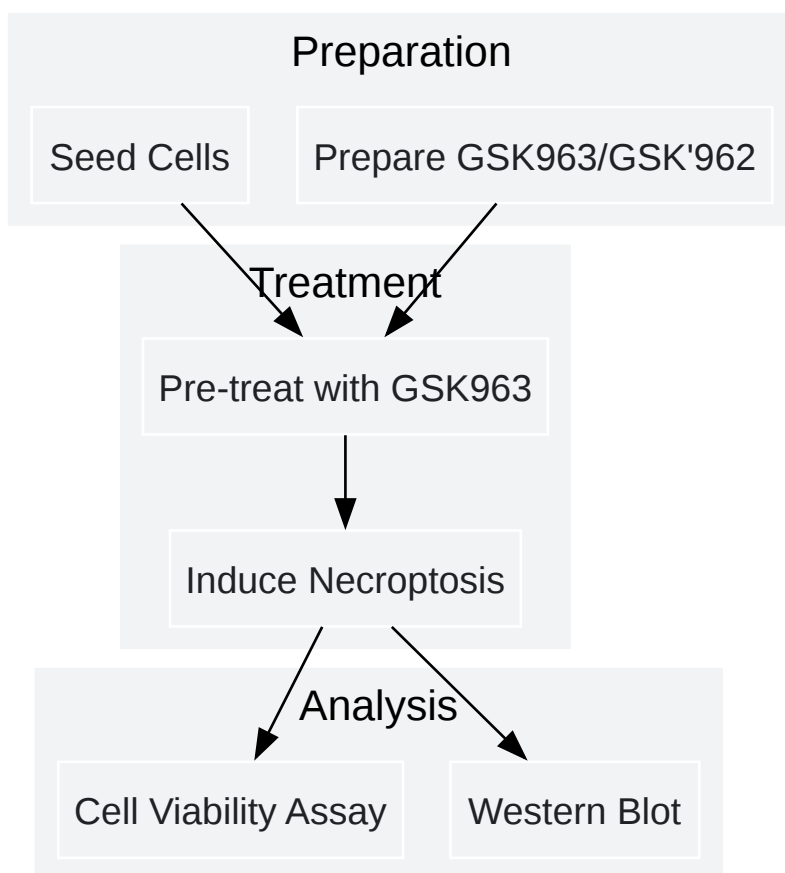 Preparation
Seed Cells
Prepare GSK963/GSK'962
Treatment
Pre-treat with GSK963
Induce Necroptosis
Analysis
Cell Viability Assay
Western Blot